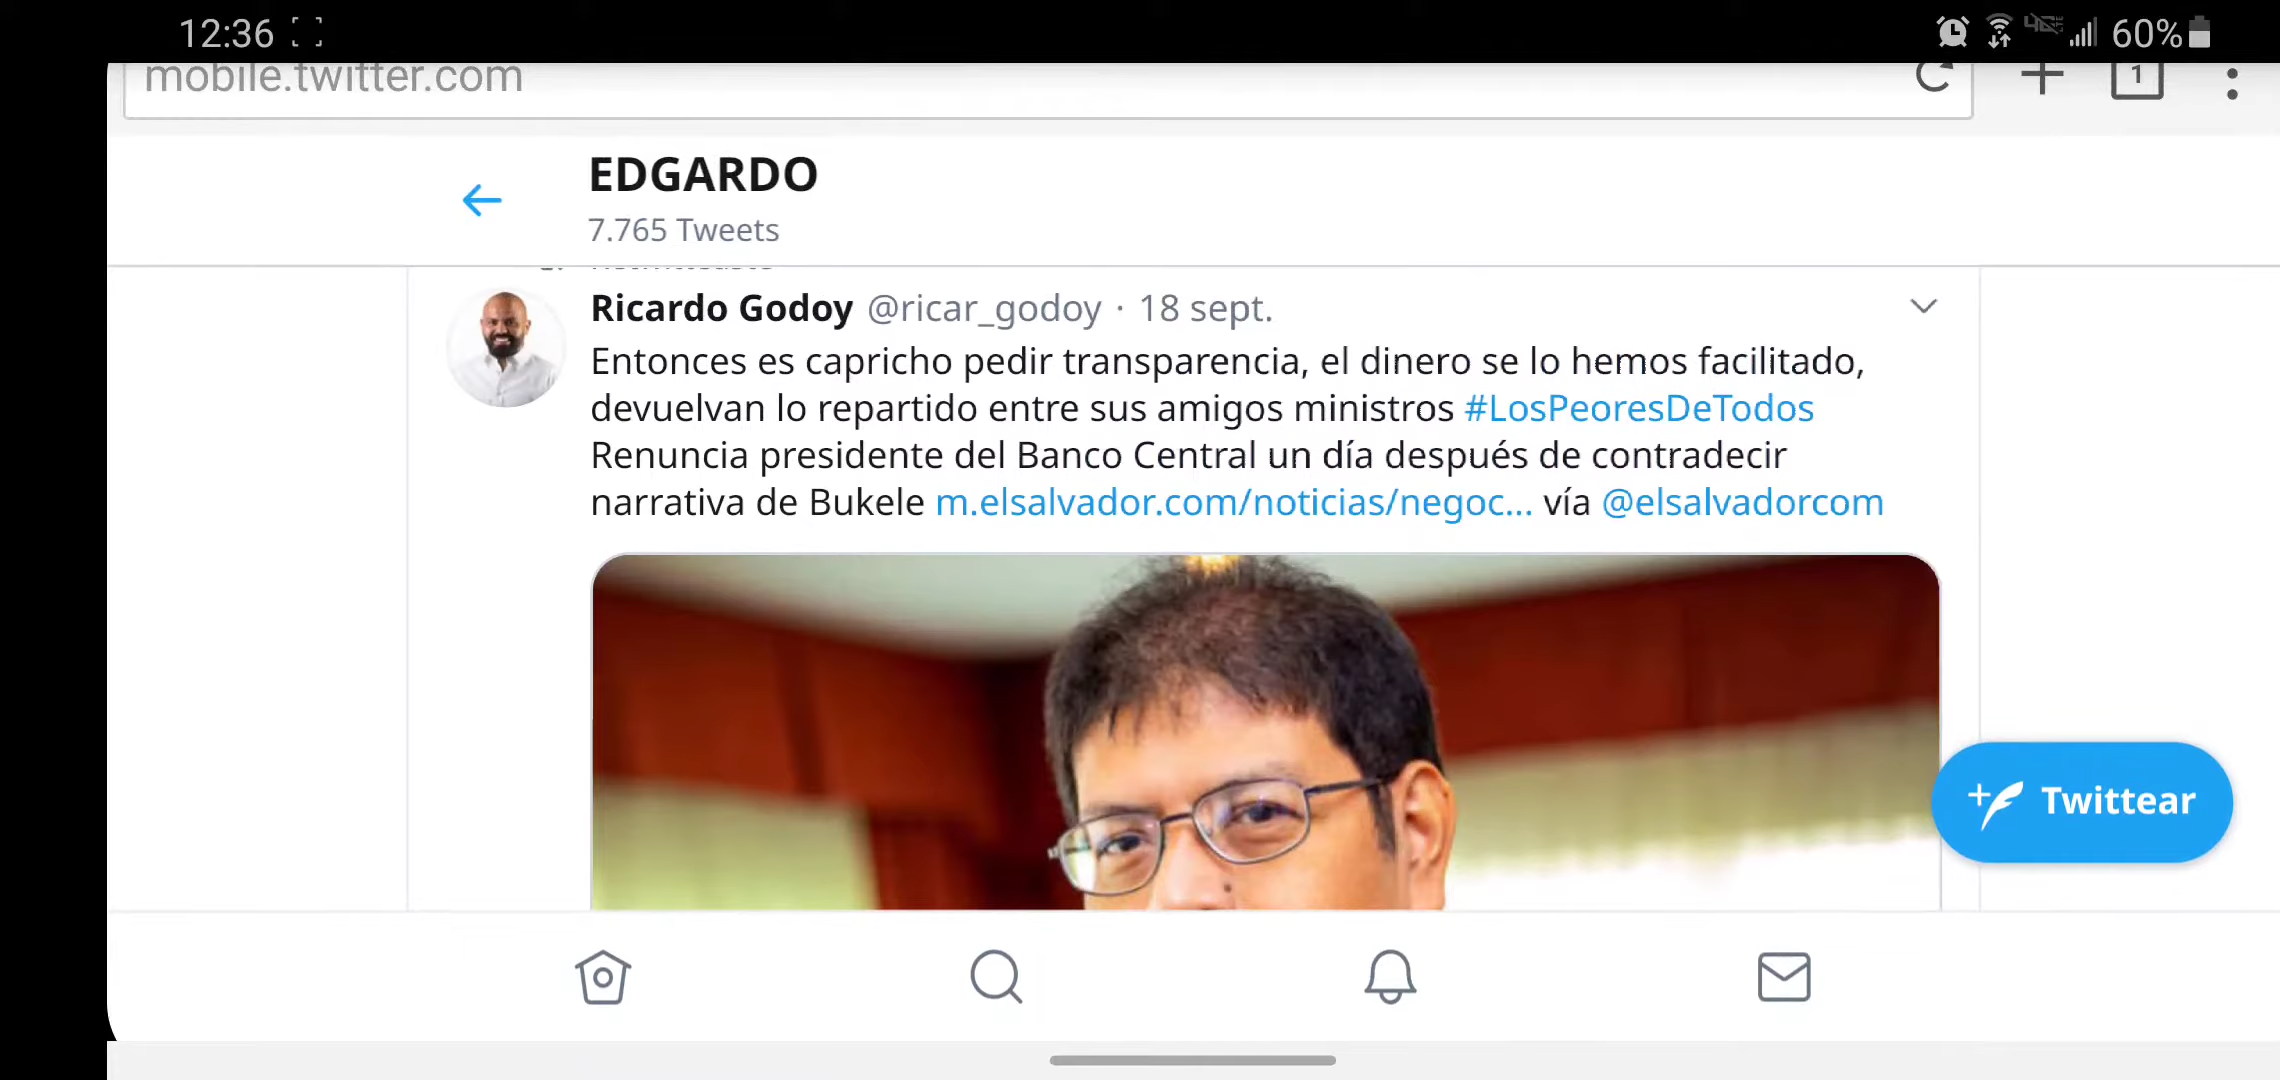 12:36
60%
mobile.twitter.com
1
EDGARDO
7.765 Tweets
Ricardo Godoy @ricar_godoy · 18 sept.
Entonces es capricho pedir transparencia, el dinero se lo hemos facilitado,
devuelvan lo repartido entre sus amigos ministros #LosPeoresDeTodos
Renuncia presidente del Banco Central un día después de contradecir
narrativa de Bukele m.elsalvador.com/noticias/negoc... vía @elsalvadorcom
Twittear